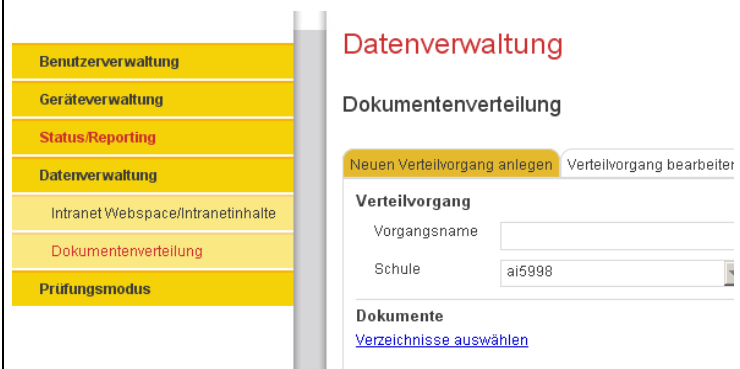 Benutzerverwaltung
Geräteverwaltung
Status/Reporting
Datenverwaltung
Intranet Webspace/Intranetinhalte
Dokumentenverteilung
Prüfungsmodus
Datenverwaltung
Dokumentenverteilung
Neuen Verteilvorgang anlegen Verteilvorgang bearbeiten
Verteilvorgang
Vorgangsname
Schule ai5998
Dokumente
Verzeichnisse auswählen